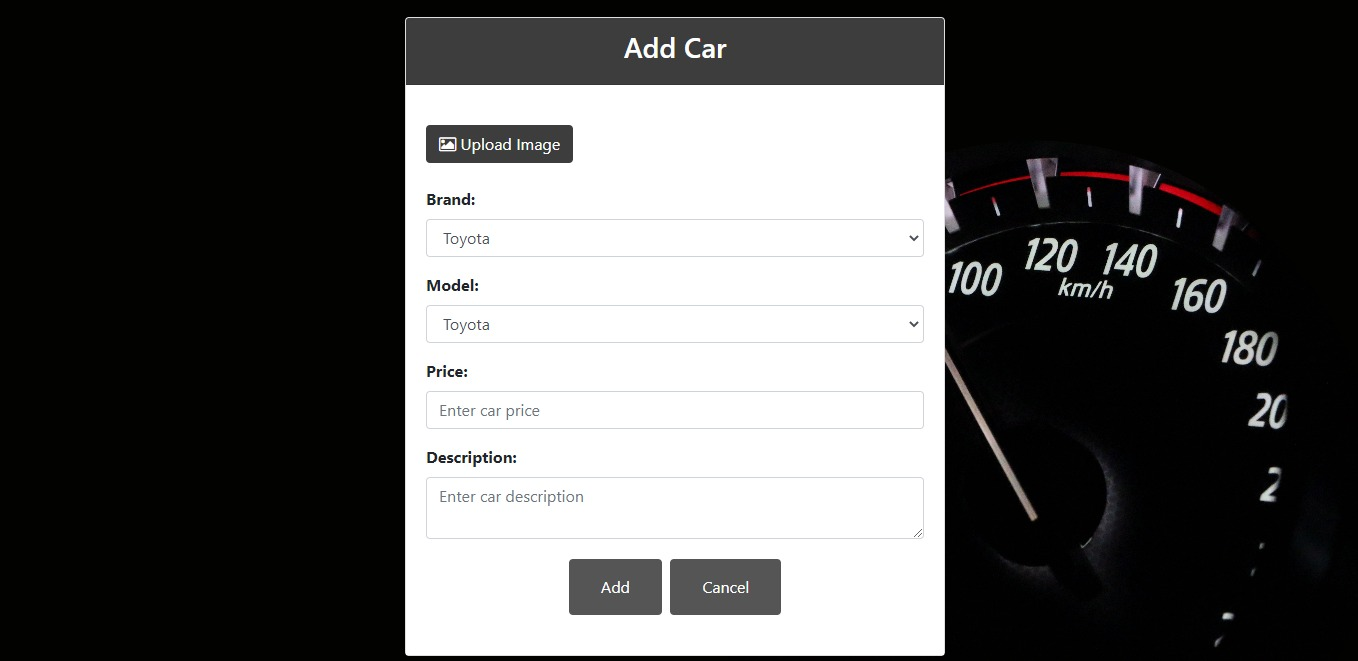 Add Car
Upload Image
Brand:
Toyota
Model:
Toyota
Price:
Enter car price
Description:
Enter car description
Add Cancel
100 120 140 160 180 20
km/h
2